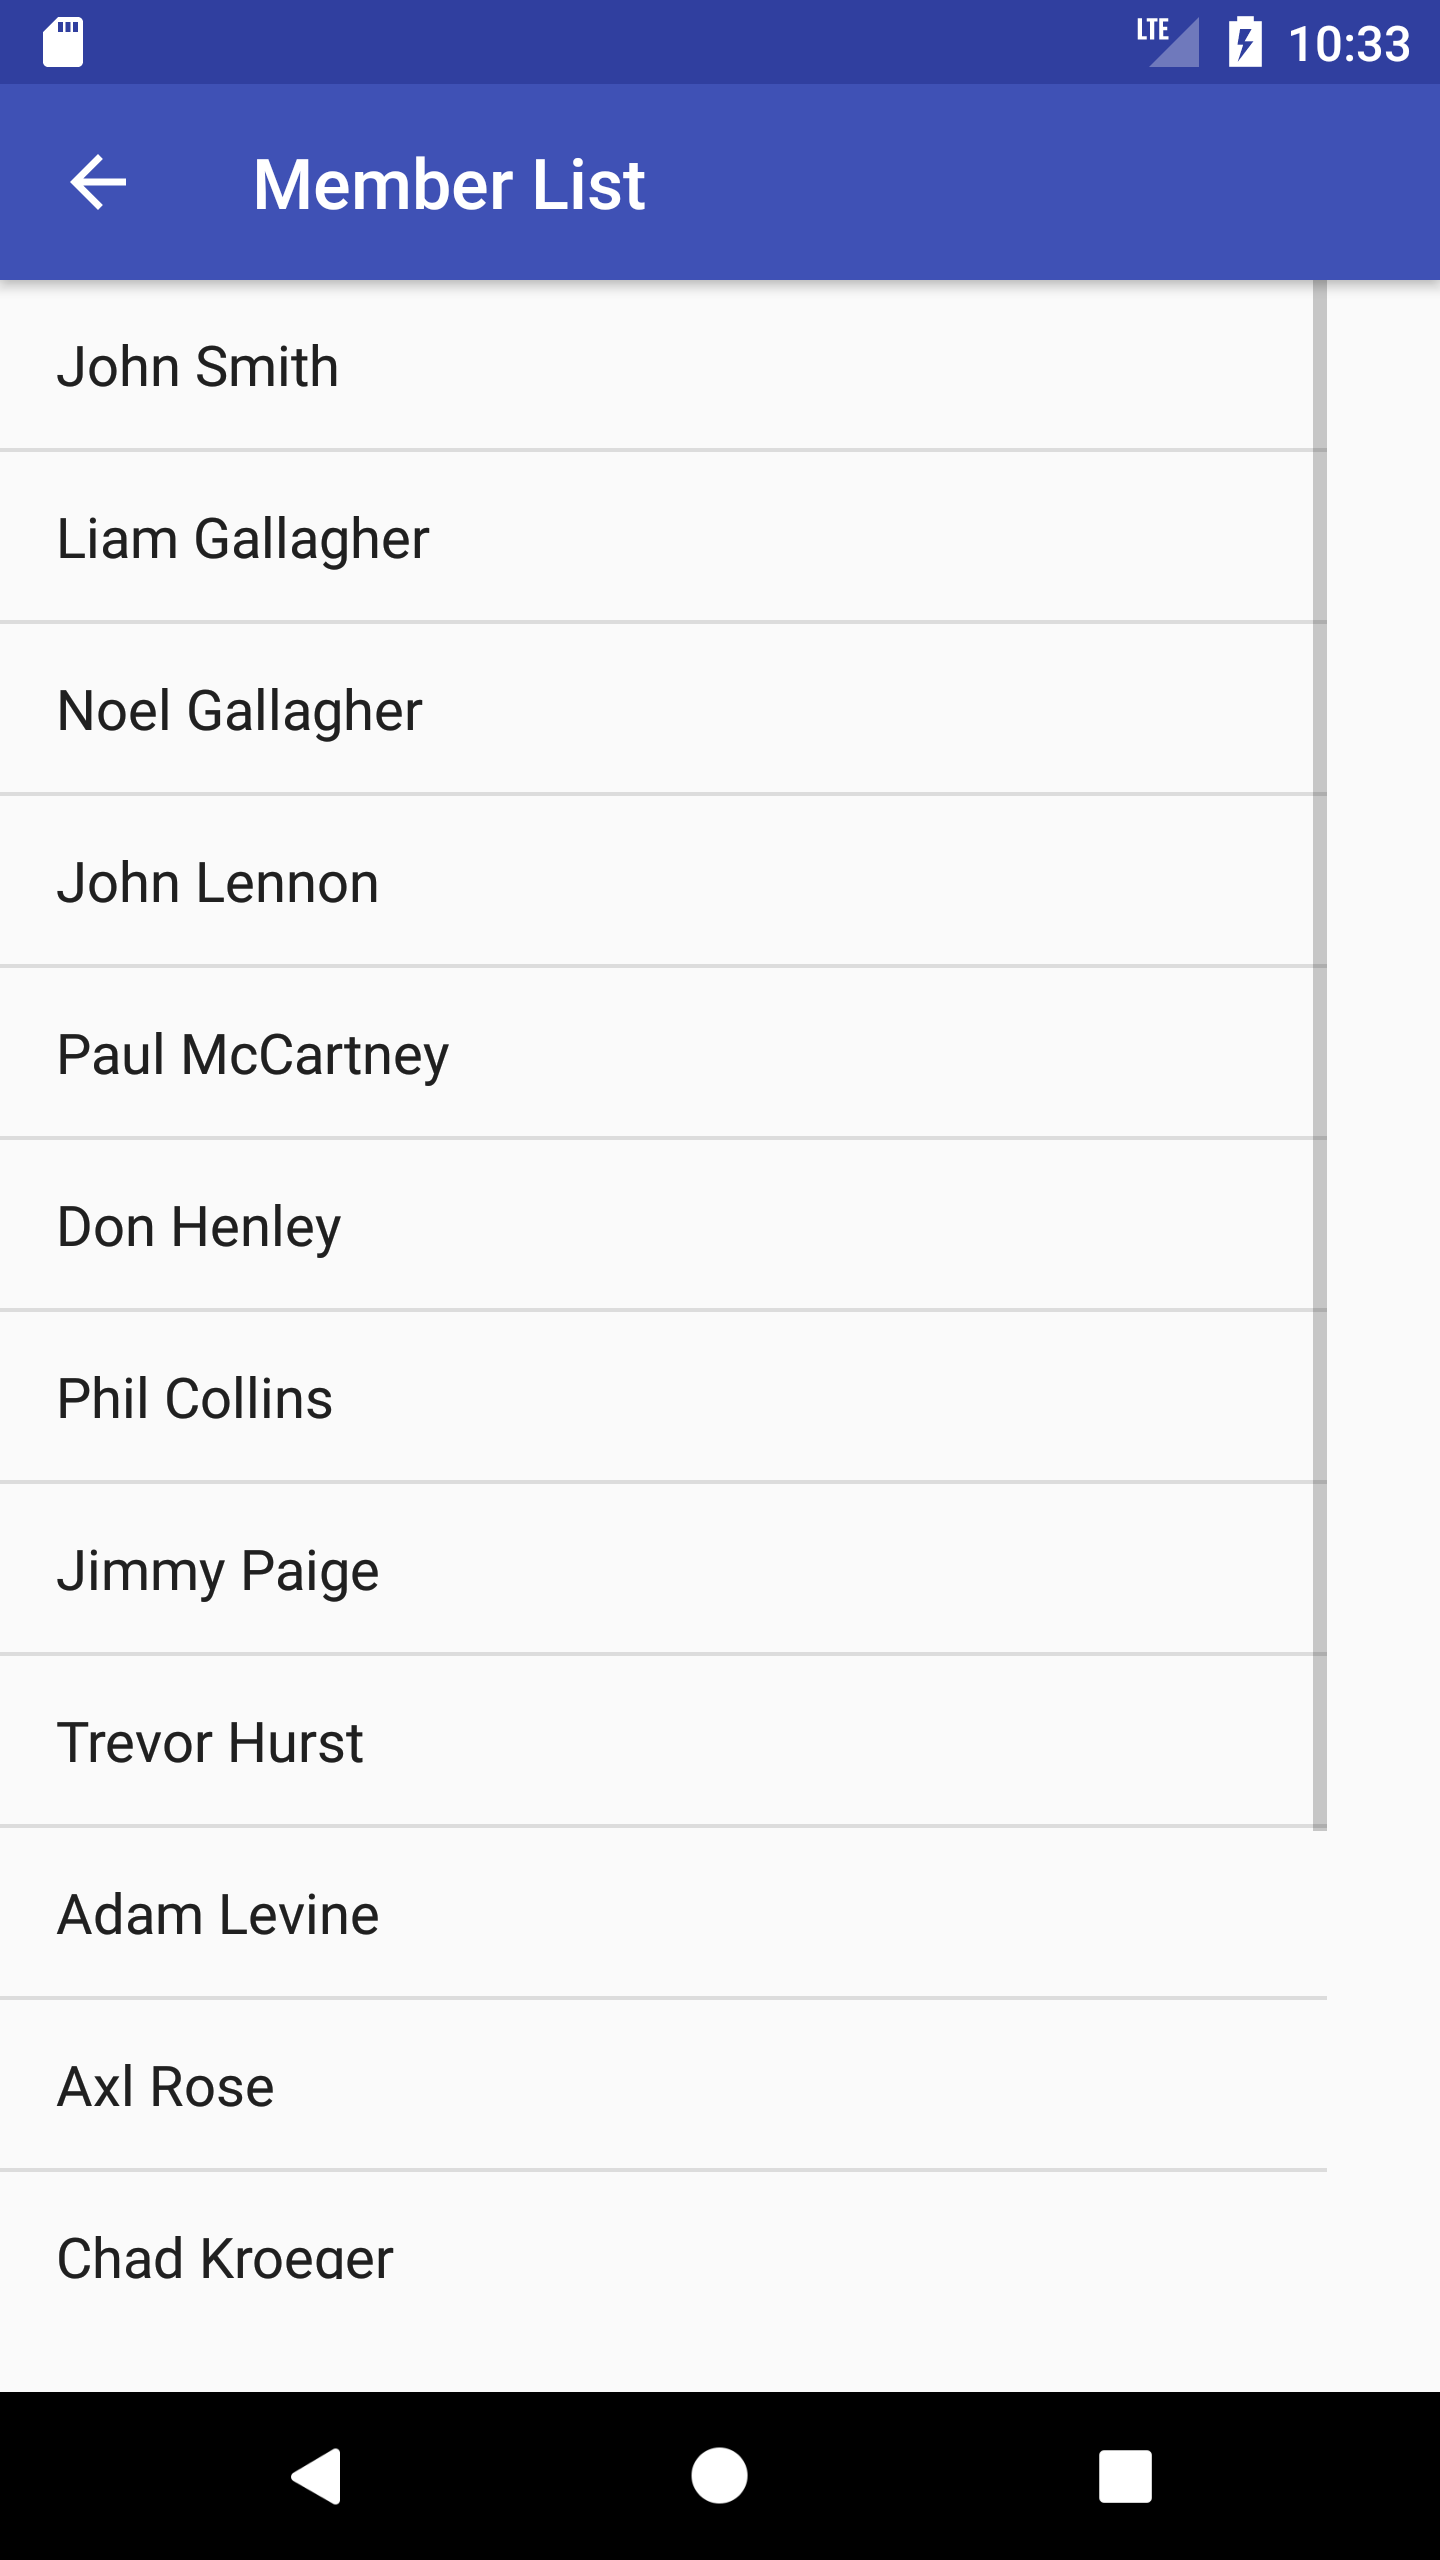 LTE 10:33
Member List
John Smith
Liam Gallagher
Noel Gallagher
John Lennon
Paul McCartney
Don Henley
Phil Collins
Jimmy Paige
Trevor Hurst
Adam Levine
Axl Rose
Chad Kroeger